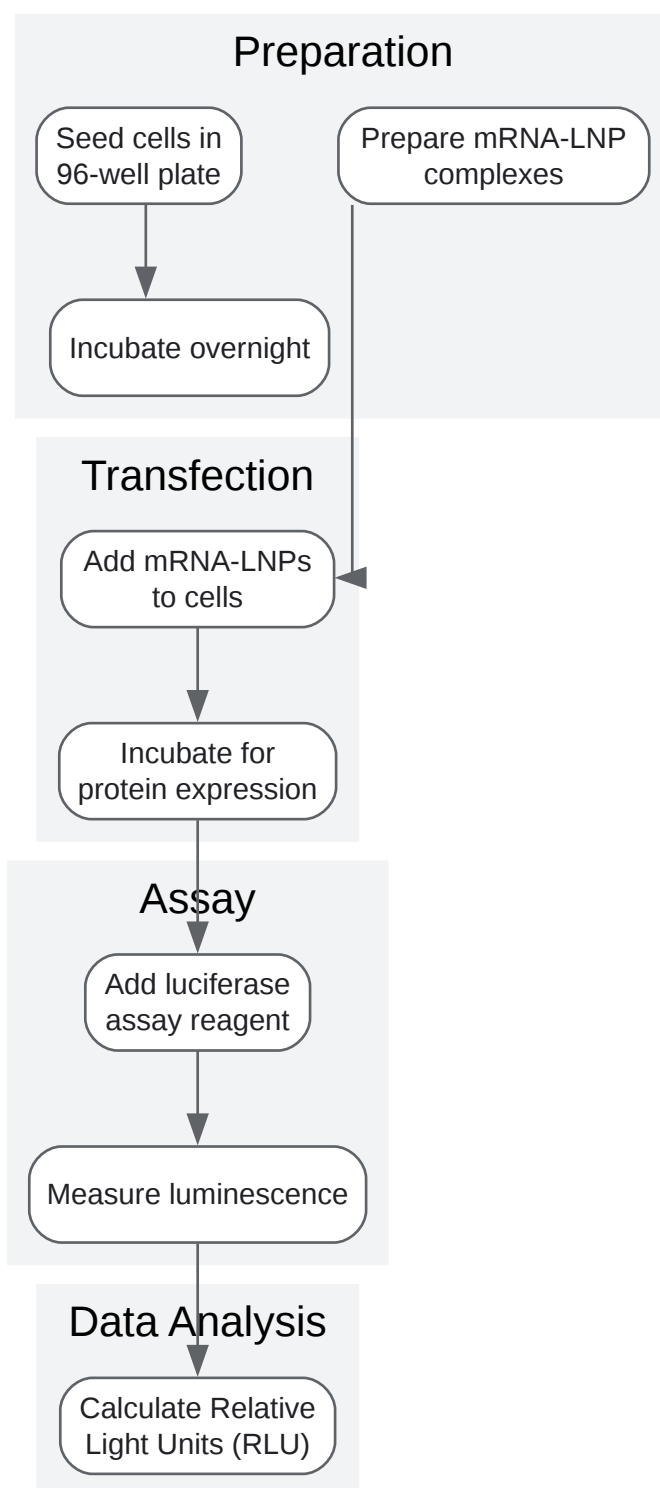 Preparation
Seed cells in
96-well plate
Prepare mRNA-LNP
complexes
Incubate overnight
Transfection
Add mRNA-LNPs
to cells
Incubate for
protein expression
Assay
Add luciferase
assay reagent
Measure luminescence
Data Analysis
Calculate Relative
Light Units (RLU)